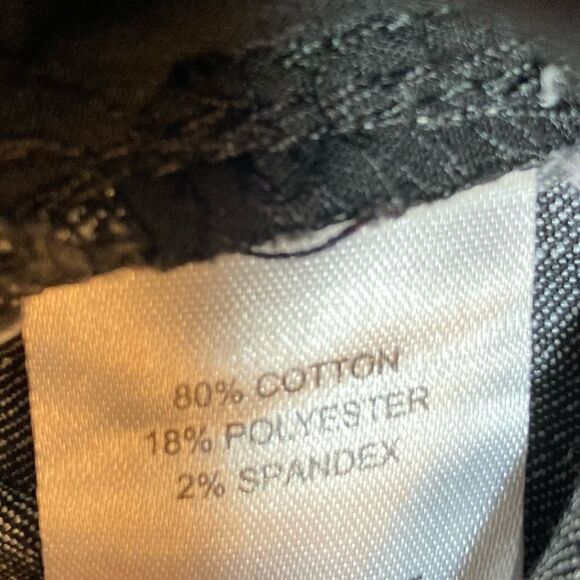 80% COTTON
18% POLYESTER
2% SPANDEX